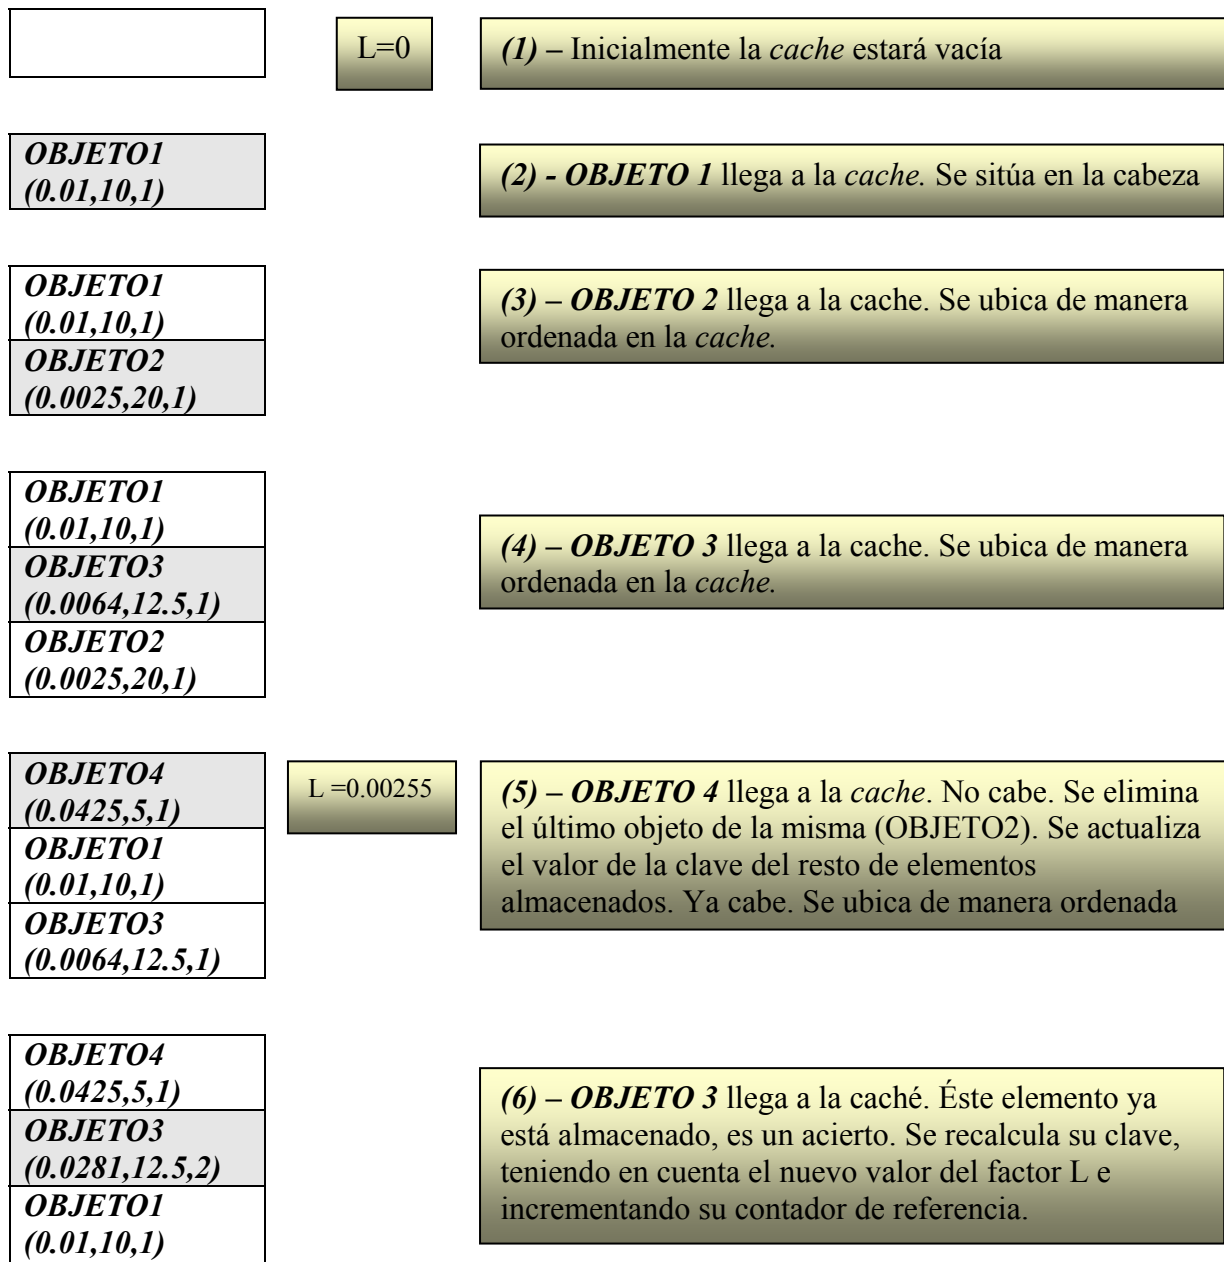 L=0
(1) – Inicialmente la cache estará vacía
OBJETO1
(0.01,10,1)
(2) - OBJETO 1 llega a la cache. Se sitúa en la cabeza
OBJETO1
(0.01,10,1)
OBJETO2
(0.0025,20,1)
(3) – OBJETO 2 llega a la cache. Se ubica de manera
ordenada en la cache.
OBJETO1
(0.01,10,1)
OBJETO3
(0.0064,12.5,1)
OBJETO2
(0.0025,20,1)
(4) – OBJETO 3 llega a la cache. Se ubica de manera
ordenada en la cache.
OBJETO4
(0.0425,5,1)
OBJETO1
(0.01,10,1)
OBJETO3
(0.0064,12.5,1)
L =0.00255
(5) – OBJETO 4 llega a la cache. No cabe. Se elimina
el último objeto de la misma (OBJETO2). Se actualiza
el valor de la clave del resto de elementos
almacenados. Ya cabe. Se ubica de manera ordenada
OBJETO4
(0.0425,5,1)
OBJETO3
(0.0281,12.5,2)
OBJETO1
(0.01,10,1)
(6) – OBJETO 3 llega a la caché. Éste elemento ya
está almacenado, es un acierto. Se recalcula su clave,
teniendo en cuenta el nuevo valor del factor L e
incrementando su contador de referencia.